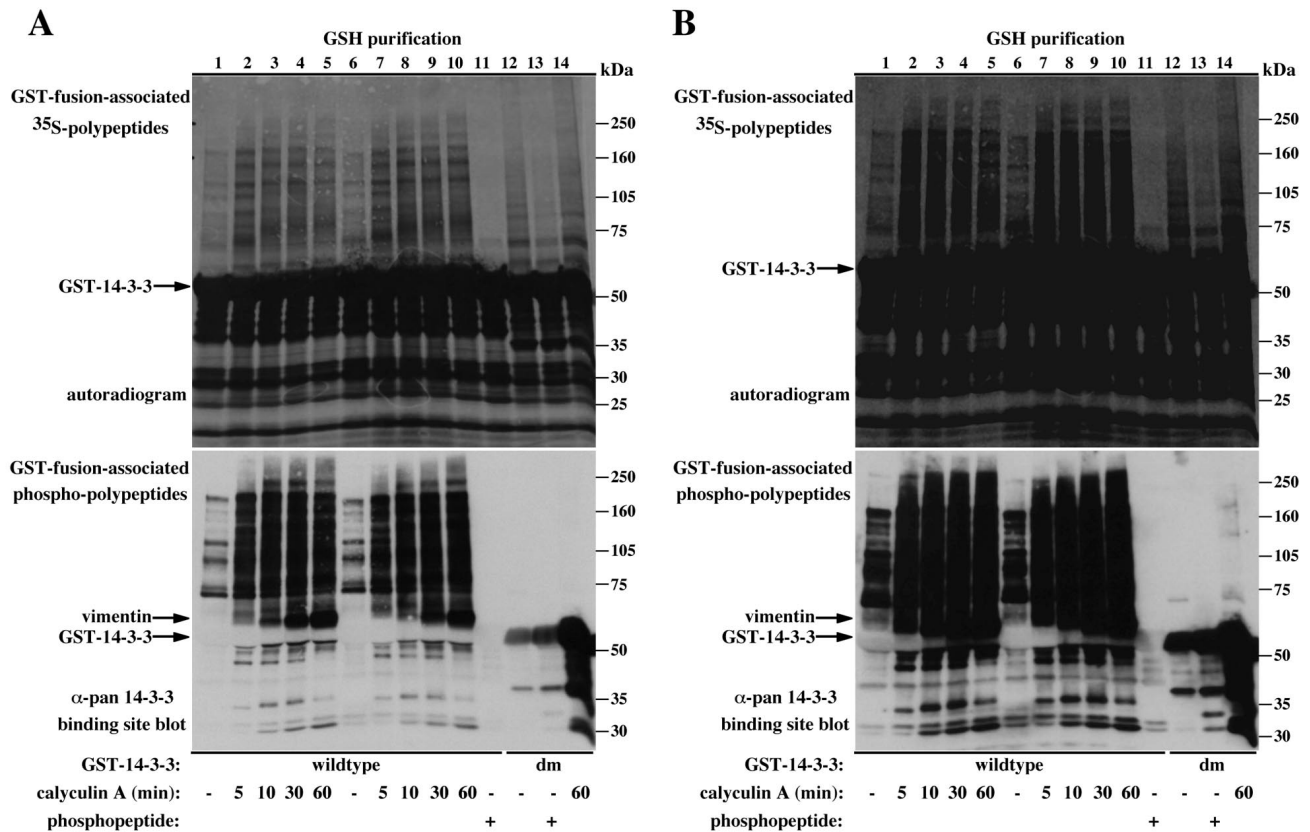 A
GSH purification
1 2 3 4 5 6 7 8 9 10 11 12 13 14
kDa
GST-fusion-associated
35S-polypeptides
250
160
105
75
GST-14-3-3
50
35
30
autoradiogram
25
GST-fusion-associated
phospho-polypeptides
250
160
105
75
vimentin
GST-14-3-3
50
α-pan 14-3-3
35
binding site blot
30
GST-14-3-3: wildtype dm
calyculin A (min): - 5 10 30 60 - 5 10 30 60 - - - 60
phosphopeptide: + +
B
GSH purification
1 2 3 4 5 6 7 8 9 10 11 12 13 14
kDa
GST-fusion-associated
35S-polypeptides
250
160
105
75
GST-14-3-3
50
35
30
autoradiogram
25
GST-fusion-associated
phospho-polypeptides
250
160
105
75
vimentin
GST-14-3-3
50
α-pan 14-3-3
35
binding site blot
30
GST-14-3-3: wildtype dm
calyculin A (min): - 5 10 30 60 - 5 10 30 60 - - - 60
phosphopeptide: + +